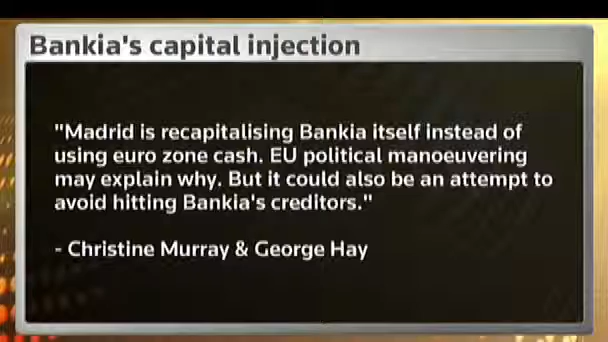 Bankia's capital injection
"Madrid is recapitalising Bankia itself instead of
using euro zone cash. EU political manoeuvering
may explain why. But it could also be an attempt to
avoid hitting Bankia's creditors."
- Christine Murray & George Hay